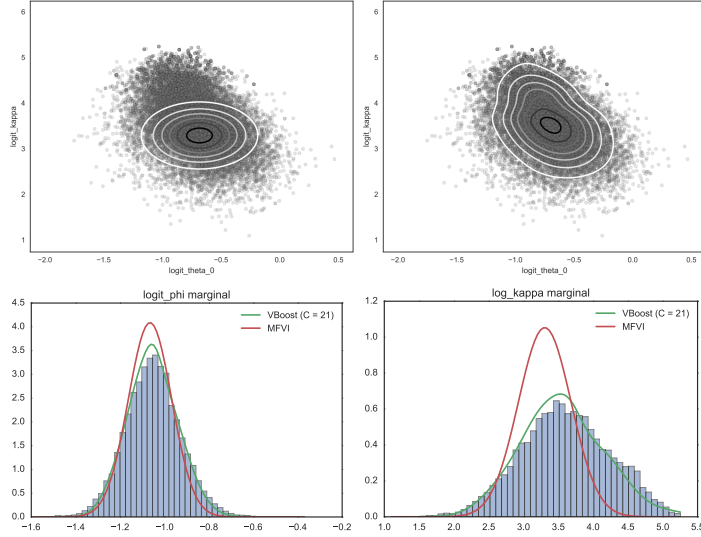 6
5
4
3
2
1
logit_kappa
−2.0 −1.5 −1.0 −0.5 0.0 0.5
logit_theta_0
6
5
4
3
2
1
logit_kappa
−2.0 −1.5 −1.0 −0.5 0.0 0.5
logit_theta_0
logit_phi marginal
4.5
4.0
3.5
3.0
2.5
2.0
1.5
1.0
0.5
0.0
VBoost (C = 21)
MFVI
−1.6 −1.4 −1.2 −1.0 −0.8 −0.6 −0.4 −0.2
log_kappa marginal
1.2
1.0
0.8
0.6
0.4
0.2
0.0
VBoost (C = 21)
MFVI
1.0 1.5 2.0 2.5 3.0 3.5 4.0 4.5 5.0 5.5